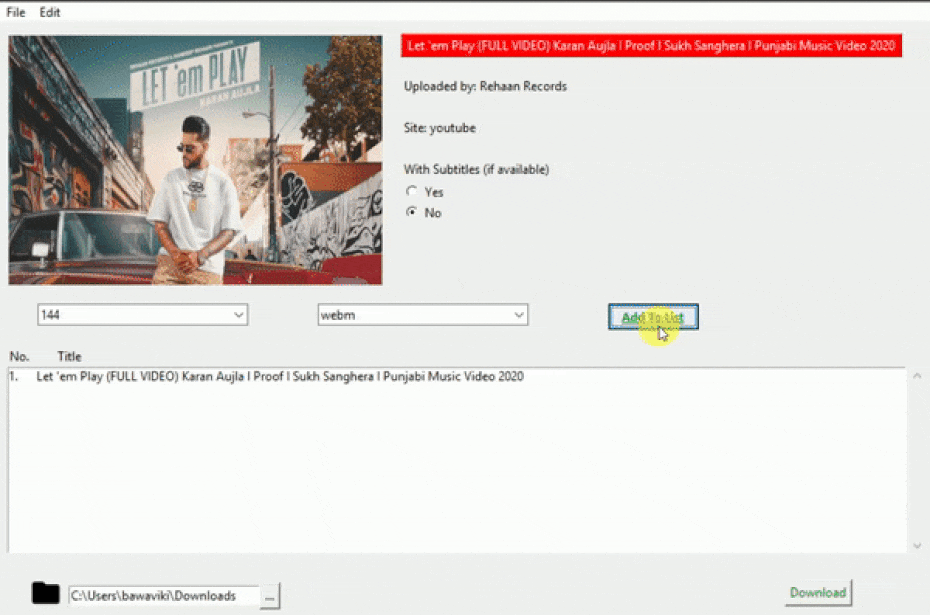 File Edit
LET 'em PLAY
KARAN AUJLA
Let 'em Play (FULL VIDEO) Karan Aujla I Proof I Sukh Sanghera I Punjabi Music Video 2020
Uploaded by: Rehaan Records
Site: youtube
With Subtitles (if available)
Yes
No
144 webm Add To List
No. Title
1. Let 'em Play (FULL VIDEO) Karan Aujla I Proof I Sukh Sanghera I Punjabi Music Video 2020
C:\Users\bawaviki\Downloads ... Download